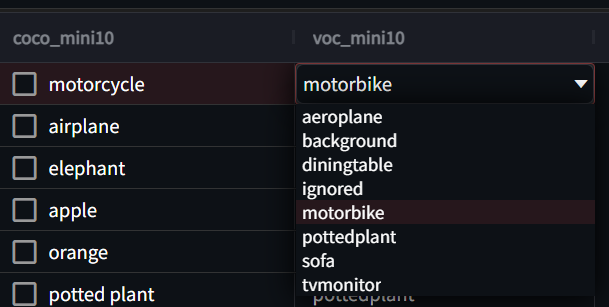 coco_mini10 voc_mini10
motorcycle motorbike
airplane
elephant
apple
orange
potted plant pottedplant
aeroplane
background
diningtable
ignored
motorbike
pottedplant
sofa
tvmonitor